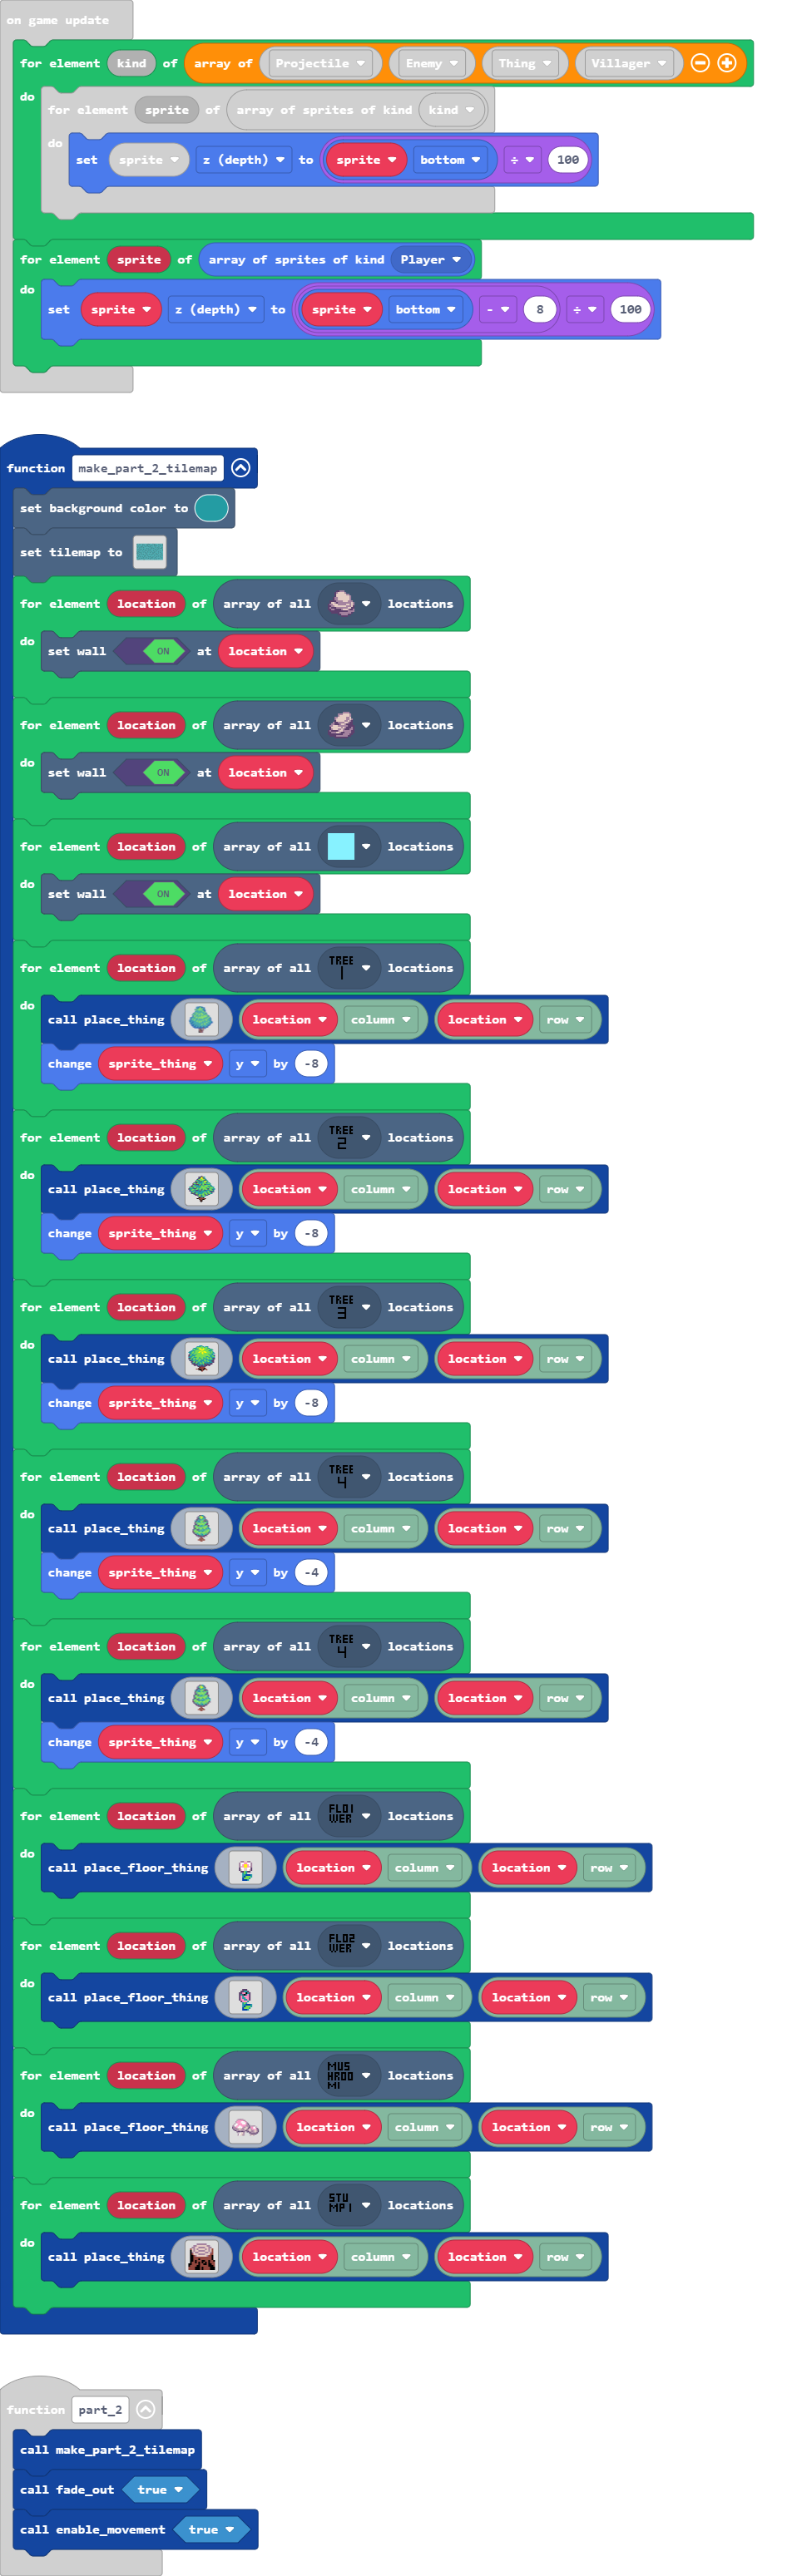 on game update
for element kind of array of Projectile Enemy Thing Villager
do
for element sprite of array of sprites of kind kind
do
set sprite z (depth) to sprite bottom ÷ 100
for element sprite of array of sprites of kind Player
do
set sprite z (depth) to sprite bottom - 8 ÷ 100
function make_part_2_tilemap
set background color to
set tilemap to
for element location of array of all locations
do
set wall ON at location
for element location of array of all locations
do
set wall ON at location
for element location of array of all locations
do
set wall ON at location
for element location of array of all TREE 1 locations
do
call place_thing location column location row
change sprite_thing y by -8
for element location of array of all TREE 2 locations
do
call place_thing location column location row
change sprite_thing y by -8
for element location of array of all TREE 3 locations
do
call place_thing location column location row
change sprite_thing y by -8
for element location of array of all TREE 4 locations
do
call place_thing location column location row
change sprite_thing y by -4
for element location of array of all TREE 4 locations
do
call place_thing location column location row
change sprite_thing y by -4
for element location of array of all FLO1 WER locations
do
call place_floor_thing location column location row
for element location of array of all FLO2 WER locations
do
call place_floor_thing location column location row
for element location of array of all MUS HROO M1 locations
do
call place_floor_thing location column location row
for element location of array of all STU MP1 locations
do
call place_thing location column location row
function part_2
call make_part_2_tilemap
call fade_out true
call enable_movement true